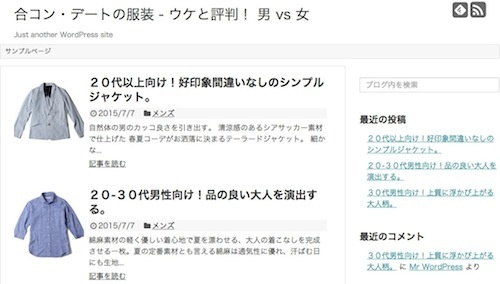 合コン・デートの服装 - ウケと評判！ 男 vs 女
Just another WordPress site
サンプルページ
２０代以上向け！好印象間違いなしのシンプル
ジャケット。
2015/7/7 メンズ
自然体の男のカッコ良さを引き出す。 清涼感のあるシアサッカー素材
で仕上げた 春夏コーデがお洒落に決まるテーラードジャケット。 細か
な...
記事を読む
２０-３０代男性向け！品の良い大人を演出す
る。
2015/7/7 メンズ
綿麻素材の軽く優しい着心地で夏を漂わせる、大人の着こなしを完成
させる一枚。夏の定番素材とも言える綿麻は通気性に優れ、汗ばむ日
にも生地...
記事を読む
ブログ内を検索
最近の投稿
２０代以上向け！好印象間違いなしの
シンプルジャケット。
２０-３０代男性向け！品の良い大人を
演出する。
３０代男性向け！上質に浮かび上がる
大人柄。
最近のコメント
３０代男性向け！上質に浮かび上がる
大人柄。 に Mr WordPress より